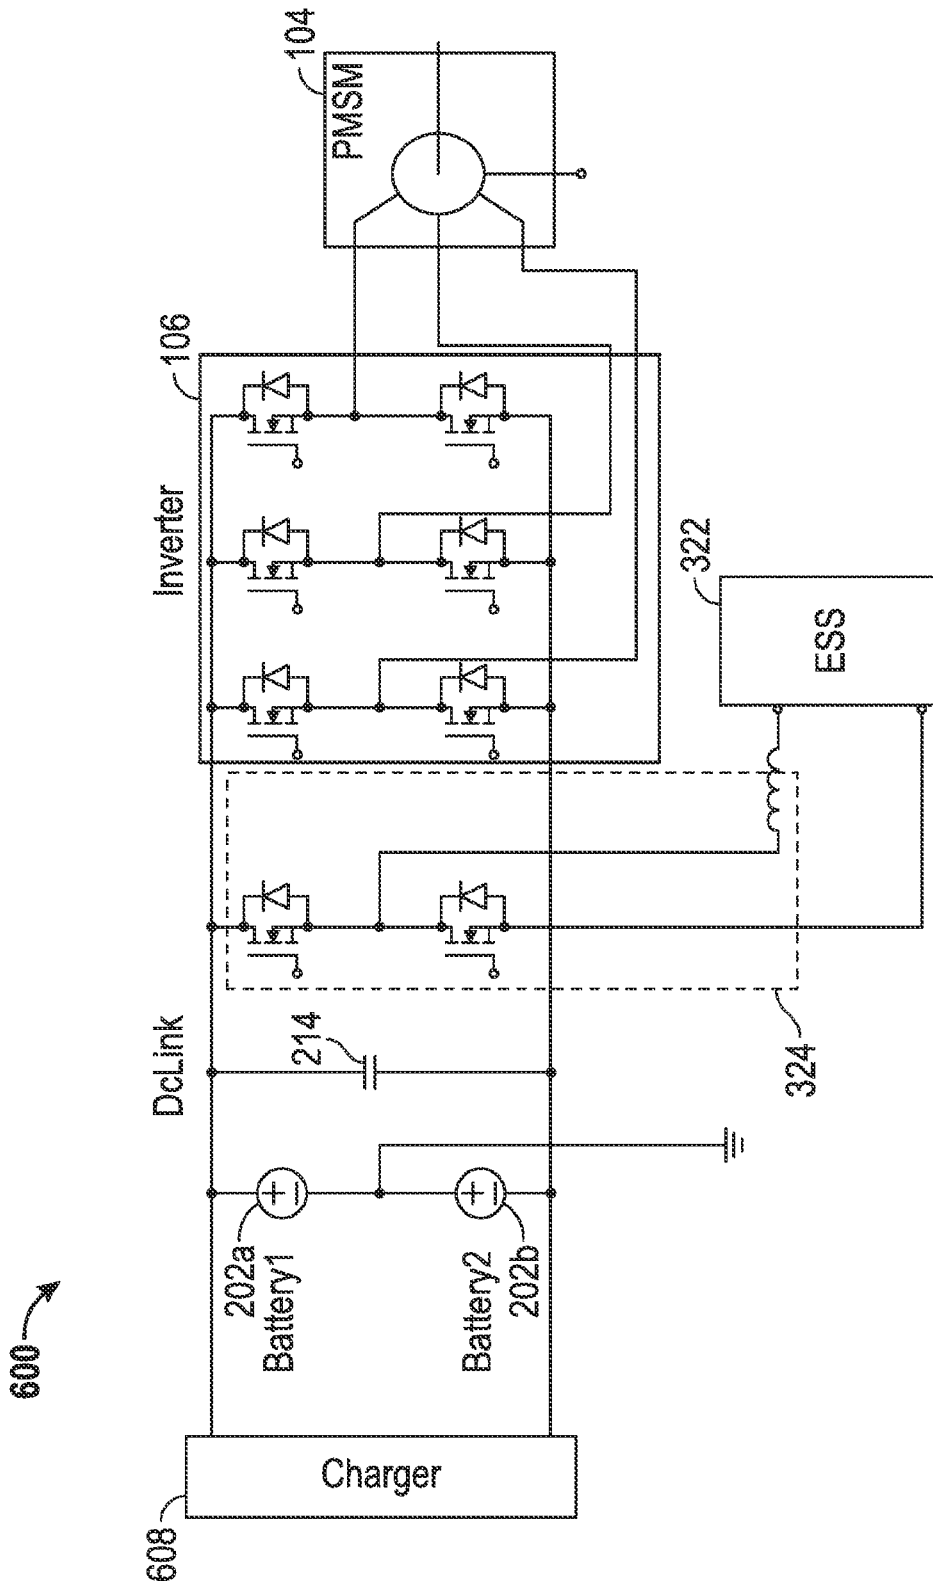 600
608
Charger
202a
Battery1
Battery2
202b
DcLink
214
324
Inverter
106
322
ESS
104
PMSM